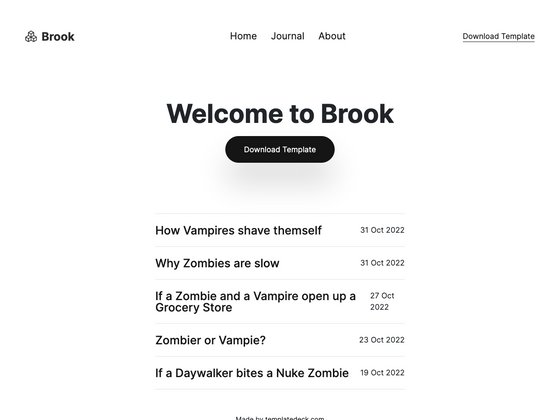 Brook
Home Journal About
Download Template
Welcome to Brook
Download Template
How Vampires shave themself 31 Oct 2022
Why Zombies are slow 31 Oct 2022
If a Zombie and a Vampire open up a
Grocery Store
27 Oct
2022
Zombier or Vampie? 23 Oct 2022
If a Daywalker bites a Nuke Zombie 19 Oct 2022
Made by templatedeck.com